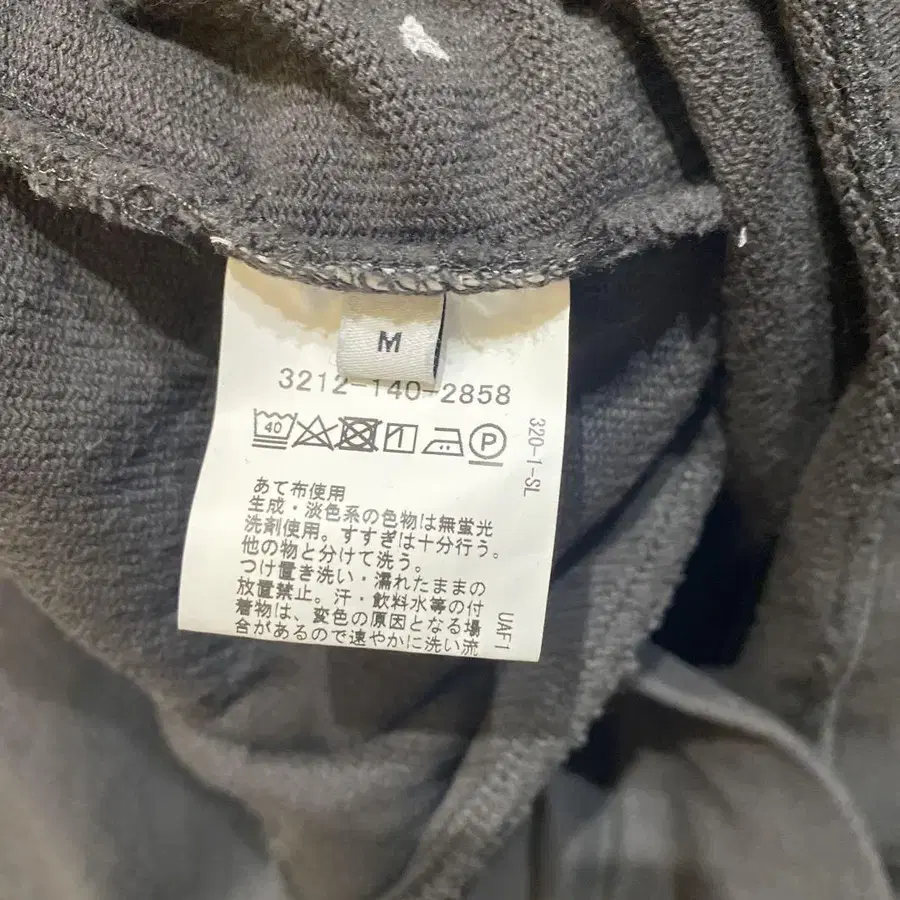 M
3212-140-2858
40
P
320-1-SL
あて布使用
生成・淡色系の色物は無蛍光
洗剤使用。すすぎは十分行う。
他の物と分けて洗う。
つけ置き洗い・濡れたままの
放置禁止。汗・飲料水等の付
着物は、変色の原因となる場
合があるので速やかに洗い流
UAF1